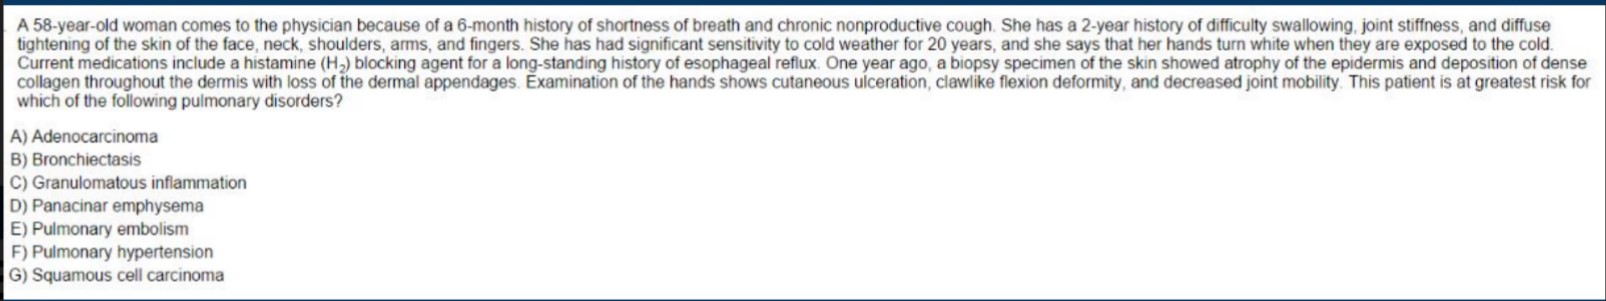 A 58-year-old woman comes to the physician because of a 6-month history of shortness of breath and chronic nonproductive cough. She has a 2-year history of difficulty swallowing, joint stiffness, and diffuse
tightening of the skin of the face, neck, shoulders, arms, and fingers. She has had significant sensitivity to cold weather for 20 years, and she says that her hands turn white when they are exposed to the cold.
Current medications include a histamine (H₂) blocking agent for a long-standing history of esophageal reflux. One year ago, a biopsy specimen of the skin showed atrophy of the epidermis and deposition of dense
collagen throughout the dermis with loss of the dermal appendages. Examination of the hands shows cutaneous ulceration, clawlike flexion deformity, and decreased joint mobility. This patient is at greatest risk for
which of the following pulmonary disorders?
A) Adenocarcinoma
B) Bronchiectasis
C) Granulomatous inflammation
D) Panacinar emphysema
E) Pulmonary embolism
F) Pulmonary hypertension
G) Squamous cell carcinoma